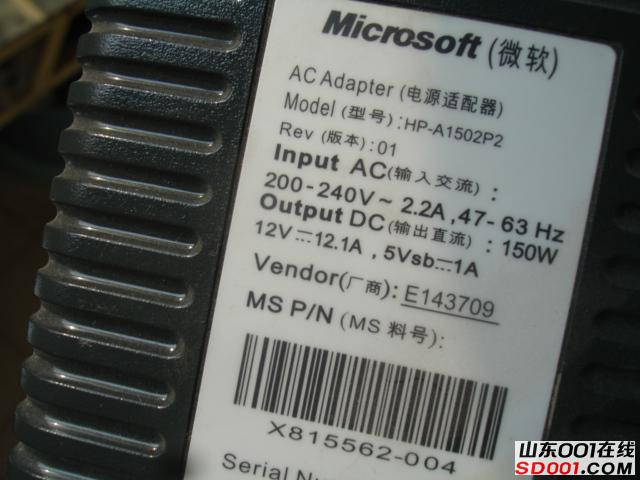 Microsoft (微软)
AC Adapter (电源适配器)
Model (型号):HP-A1502P2
Rev (版本):01
Input AC(输入交流):
200-240V~ 2.2A,47-63 Hz
Output DC(输出直流):150W
12V⎓12.1A, 5Vsb⎓1A
Vendor(厂商):E143709
MS P/N (MS 料号):
X815562-004
Serial
山东001在线
SD001.COM